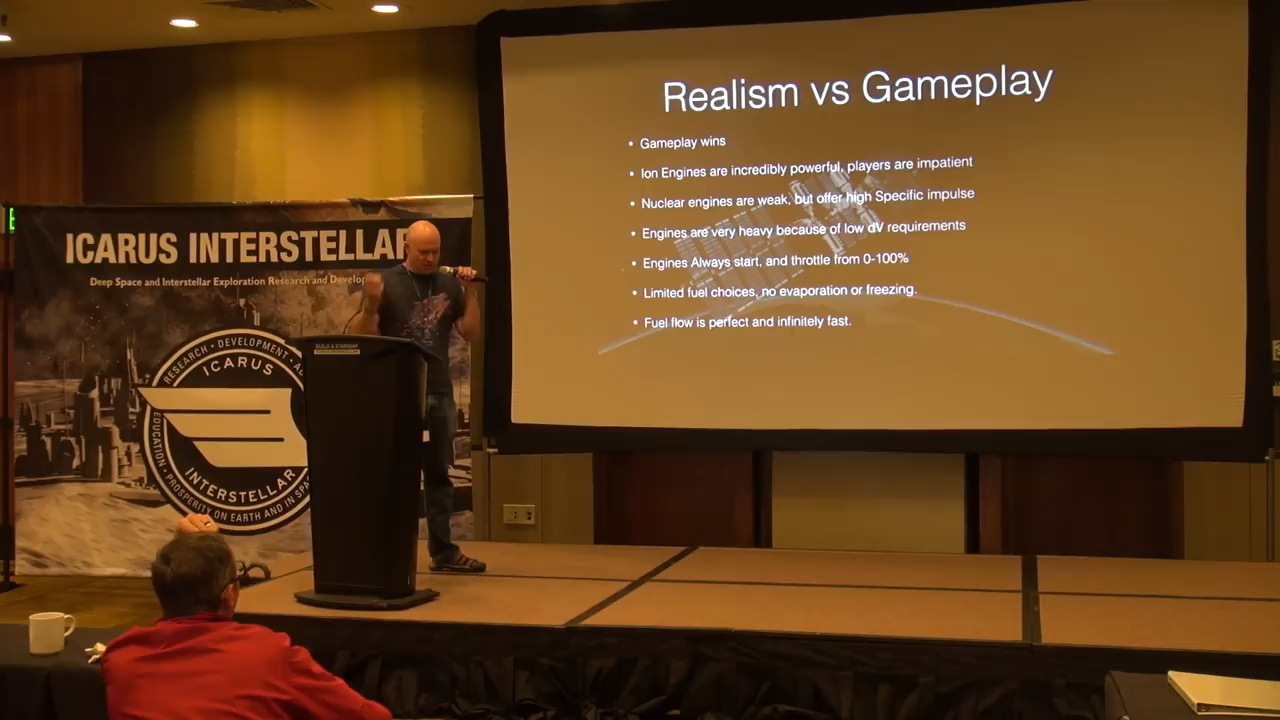 Realism vs Gameplay
• Gameplay wins
• Ion Engines are incredibly powerful, players are impatient
• Nuclear engines are weak, but offer high Specific impulse
• Engines are very heavy because of low dV requirements
• Engines Always start, and throttle from 0-100%
• Limited fuel choices, no evaporation or freezing.
• Fuel flow is perfect and infinitely fast.
ICARUS INTERSTELLAR
Deep Space and Interstellar Exploration Research and Develop
RESEARCH • DEVELOPMENT •
ICARUS
INTERSTELLAR
EDUCATION • PROSPERITY ON EARTH AND IN SPA
BUILD A STARSHIP